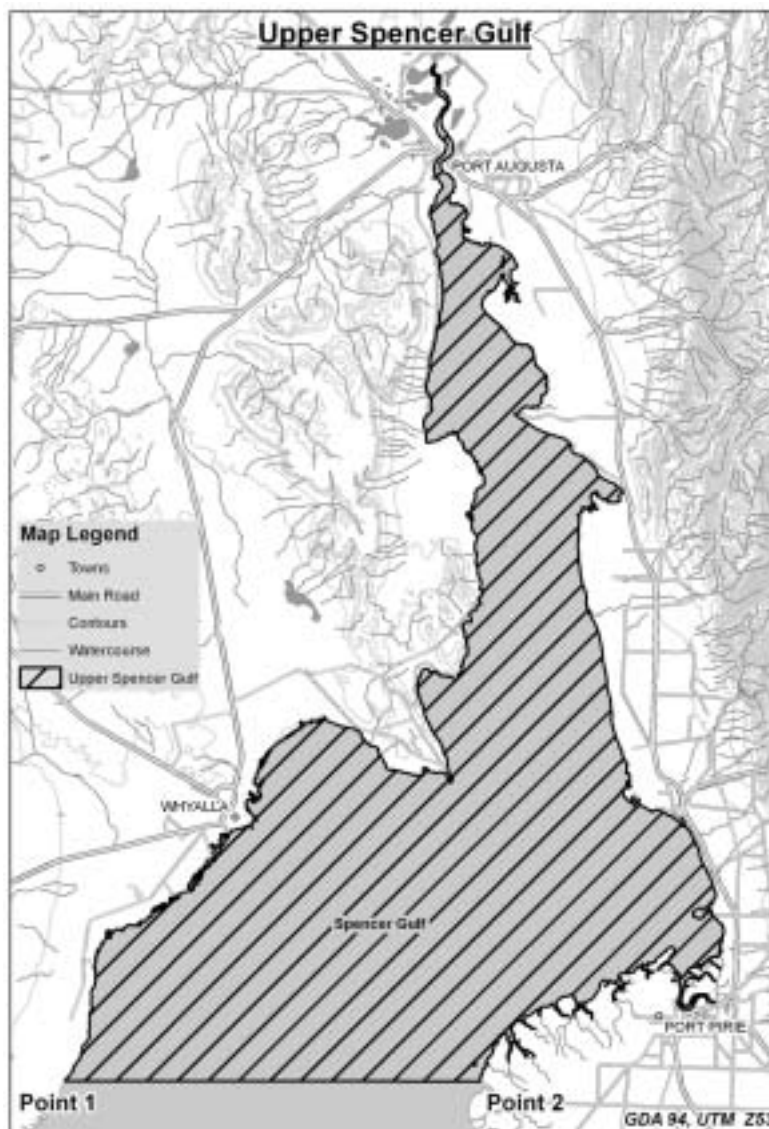 Upper Spencer Gulf
PORT AUGUSTA
Map Legend
Towns
Main Road
Contours
Watercourse
Upper Spencer Gulf
WHYALLA
Spencer Gulf
PORT PIRIE
Point 1
Point 2
GDA 94, UTM Z53